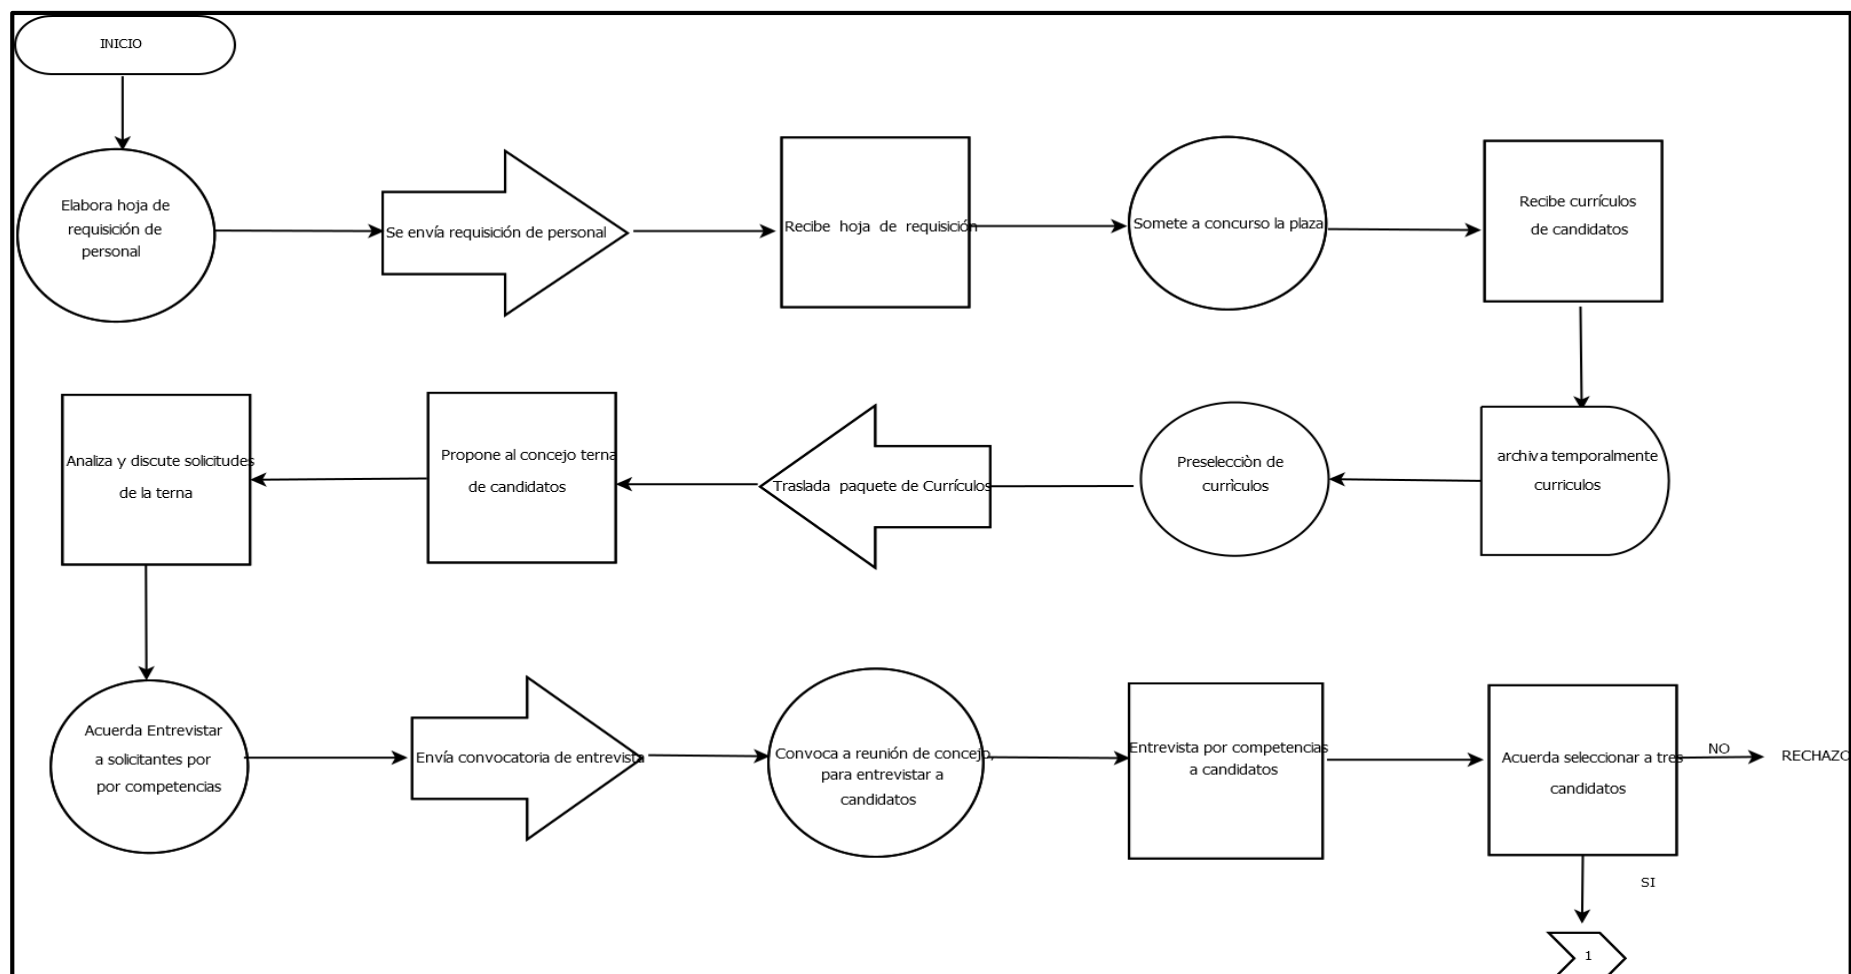 INICIO
Elabora hoja de
requisición de
personal
Se envía requisición de personal
Recibe hoja de requisición
Somete a concurso la plaza
Recibe currículos
de candidatos
archiva temporalmente
curriculos
Preselecciòn de
currìculos
Traslada paquete de Currículos
Propone al concejo terna
de candidatos
Analiza y discute solicitudes
de la terna
Acuerda Entrevistar
a solicitantes por
por competencias
Envía convocatoria de entrevista
Convoca a reunión de concejo,
para entrevistar a
candidatos
Entrevista por competencias
a candidatos
Acuerda seleccionar a tres
candidatos
NO
RECHAZO
SI
1